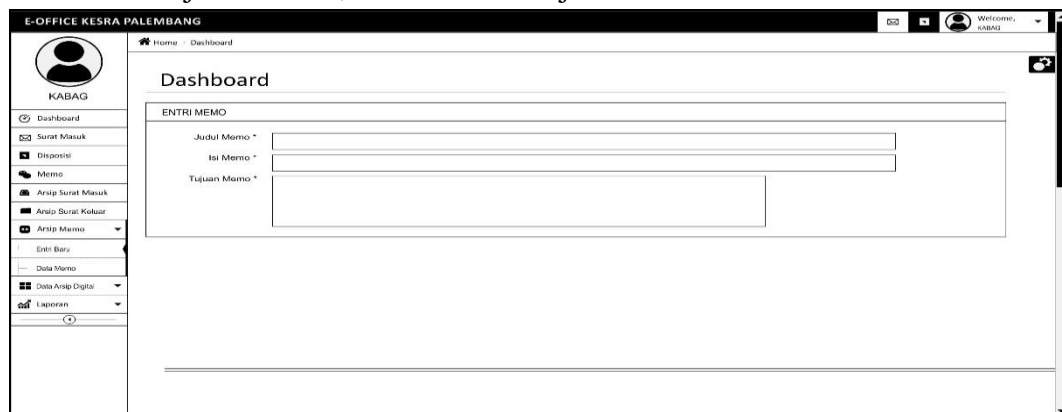 E-OFFICE KESRA PALEMBANG
Welcome,
KABAG
Home Dashboard
KABAG
Dashboard
Surat Masuk
Disposisi
Memo
Arsip Surat Masuk
Arsip Surat Keluar
Arsip Memo
Entri Baru
Data Memo
Data Arsip Digital
Laporan
Dashboard
ENTRI MEMO
Judul Memo *
Isi Memo *
Tujuan Memo *